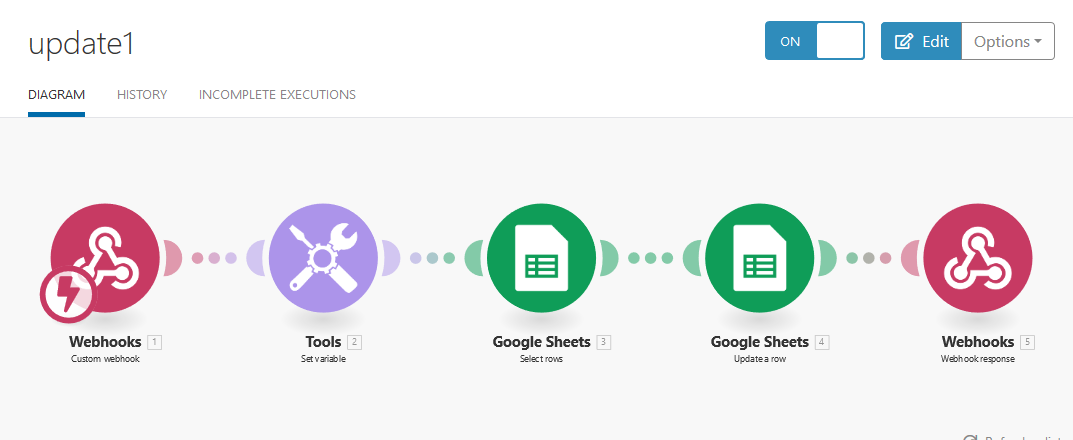 update1
ON
Edit
Options
DIAGRAM
HISTORY
INCOMPLETE EXECUTIONS
Webhooks 1
Custom webhook
Tools 2
Set variable
Google Sheets 3
Select rows
Google Sheets 4
Update a row
Webhooks 5
Webhook response